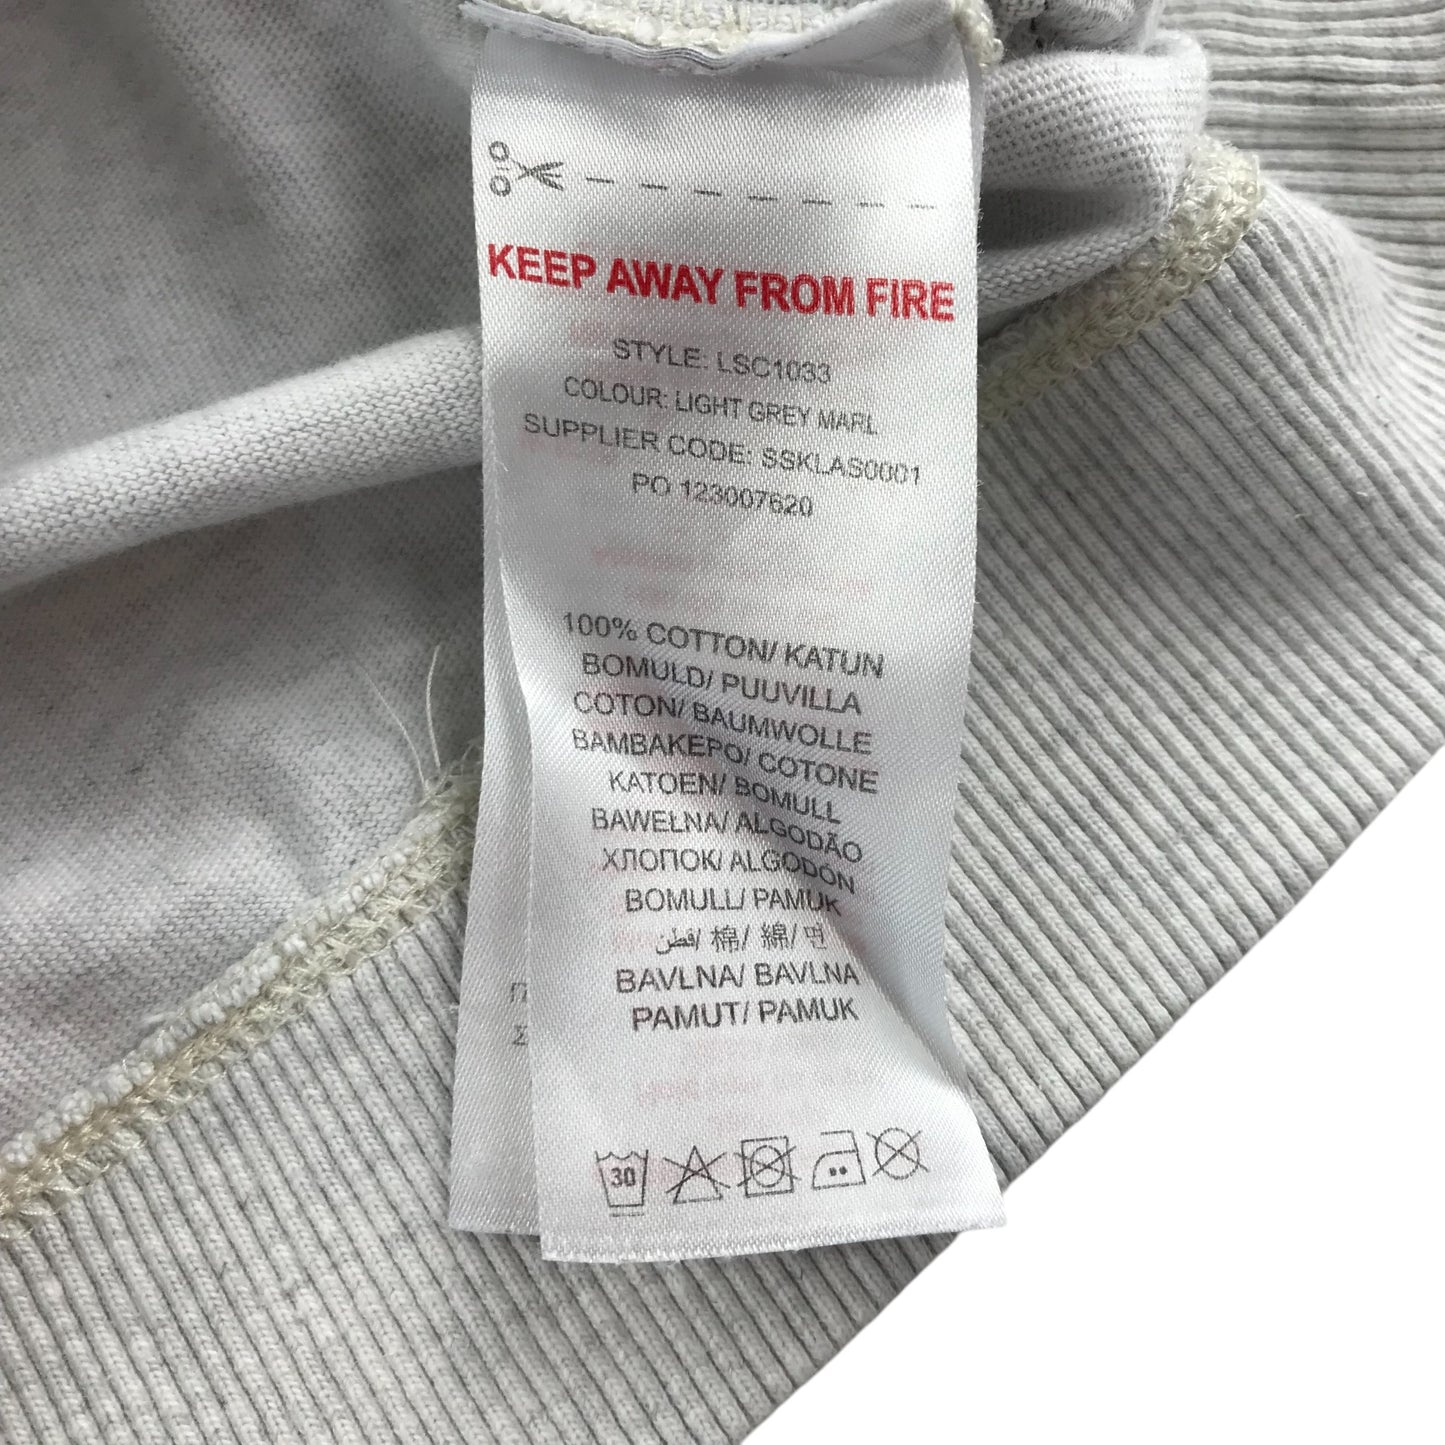 KEEP AWAY FROM FIRE
STYLE: LSC1033
COLOUR: LIGHT GREY MARL
SUPPLIER CODE: SSKLAS0001
PO 123007620
100% COTTON/ KATUN
BOMULD/ PUUVILLA
COTON/ BAUMWOLLE
BAMBAKEPO/ COTONE
KATOEN/ BOMULL
BAWEŁNA/ ALGODÃO
ХЛОПОК/ ALGODÓN
BOMULL/ PAMUK
قطن/ 棉/ 綿/ 면
BAVLNA/ BAVLNA
PAMUT/ PAMUK
30